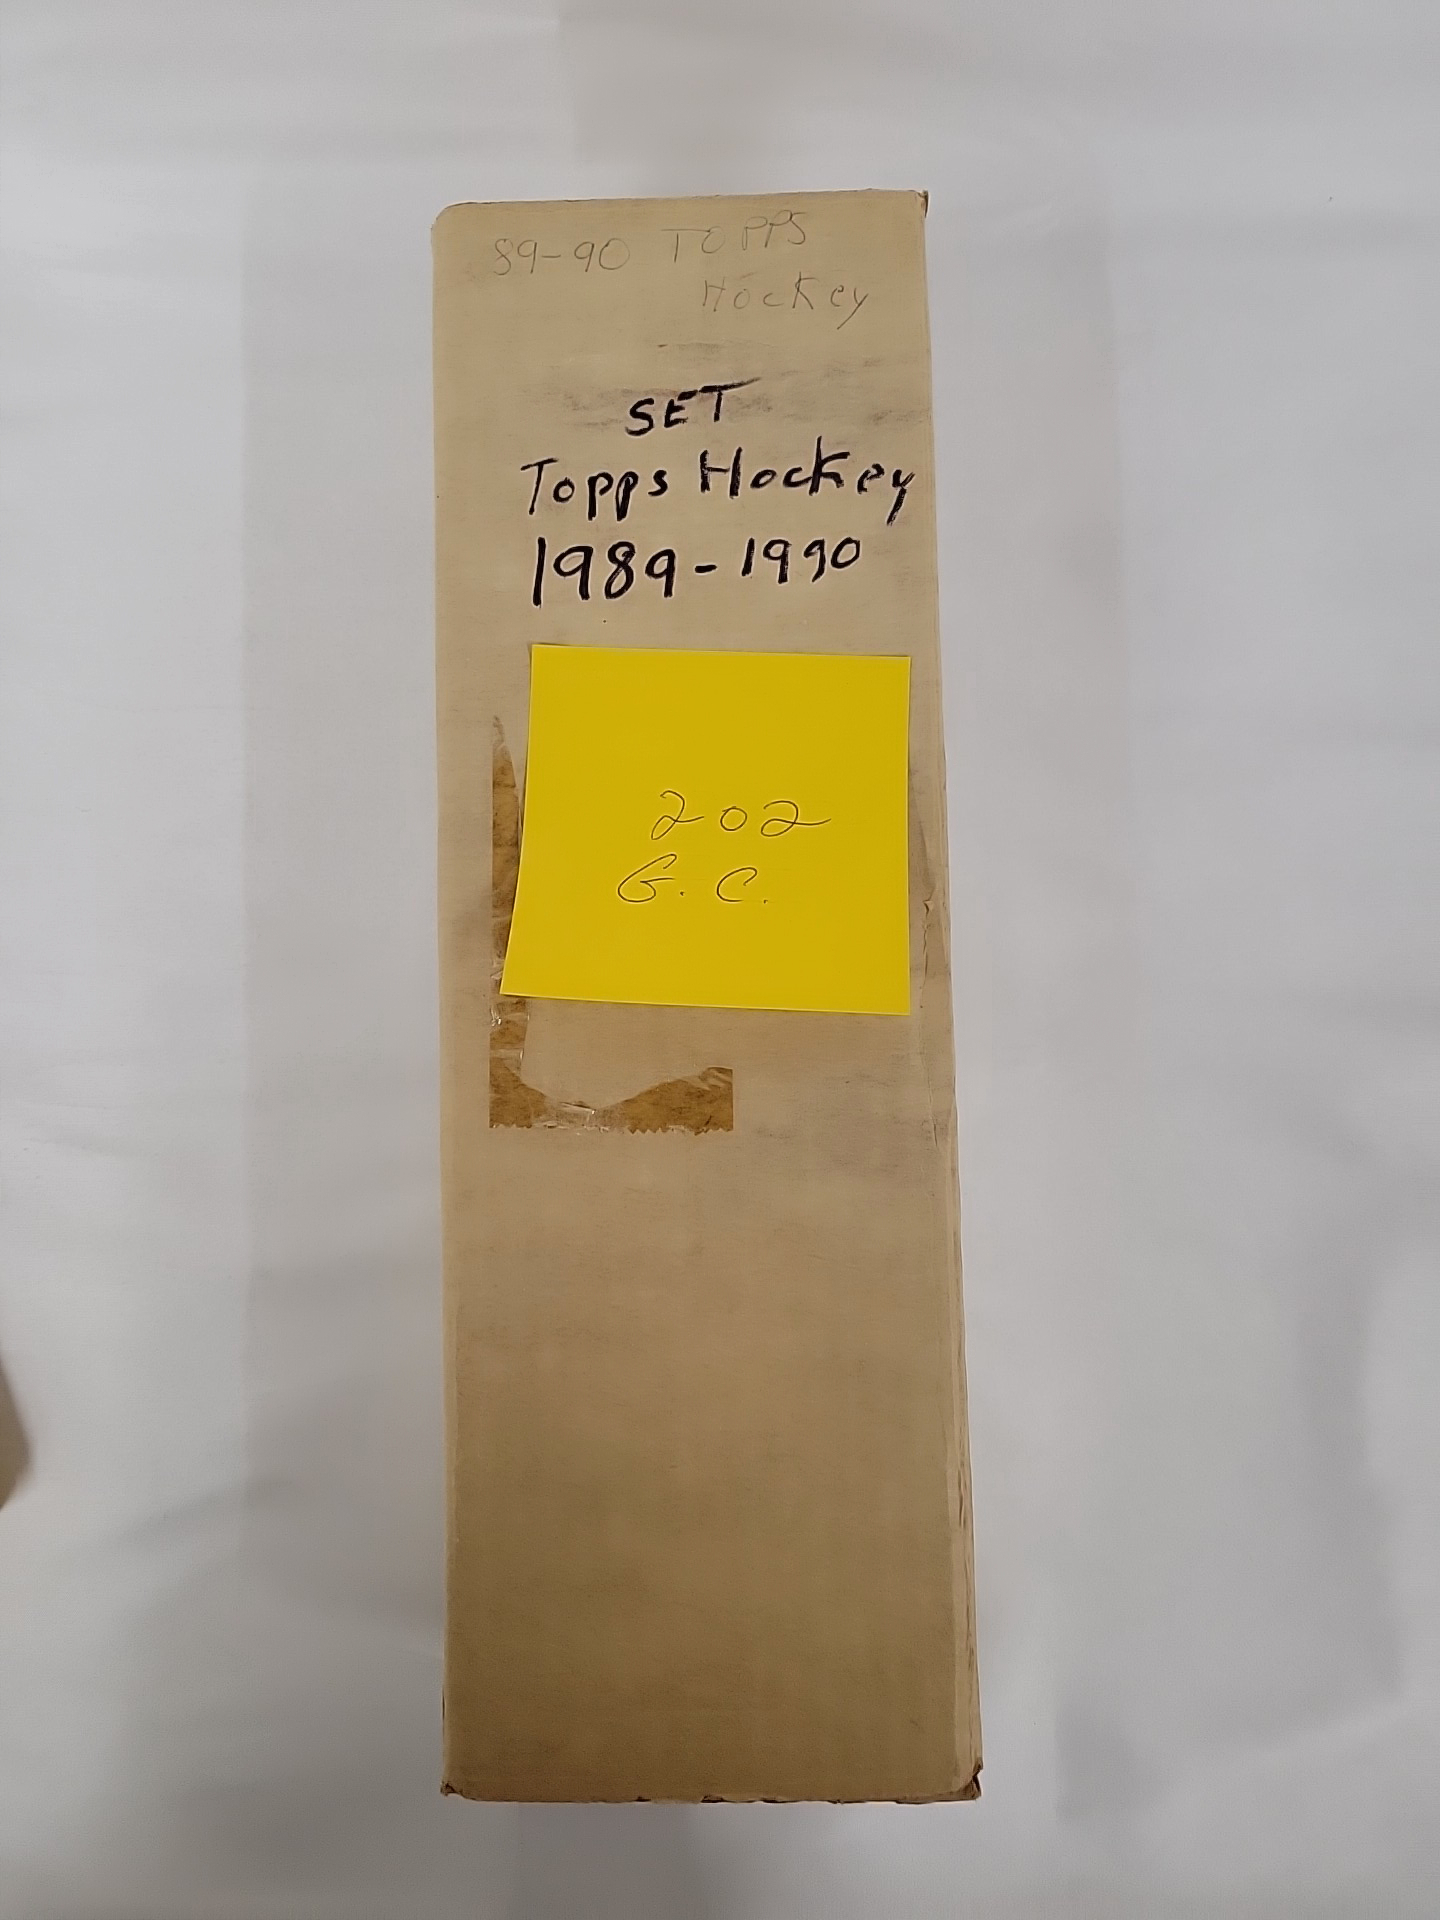 89-90 TOPPS
Hockey
SET
Topps Hockey
1989-1990
202
G.C.